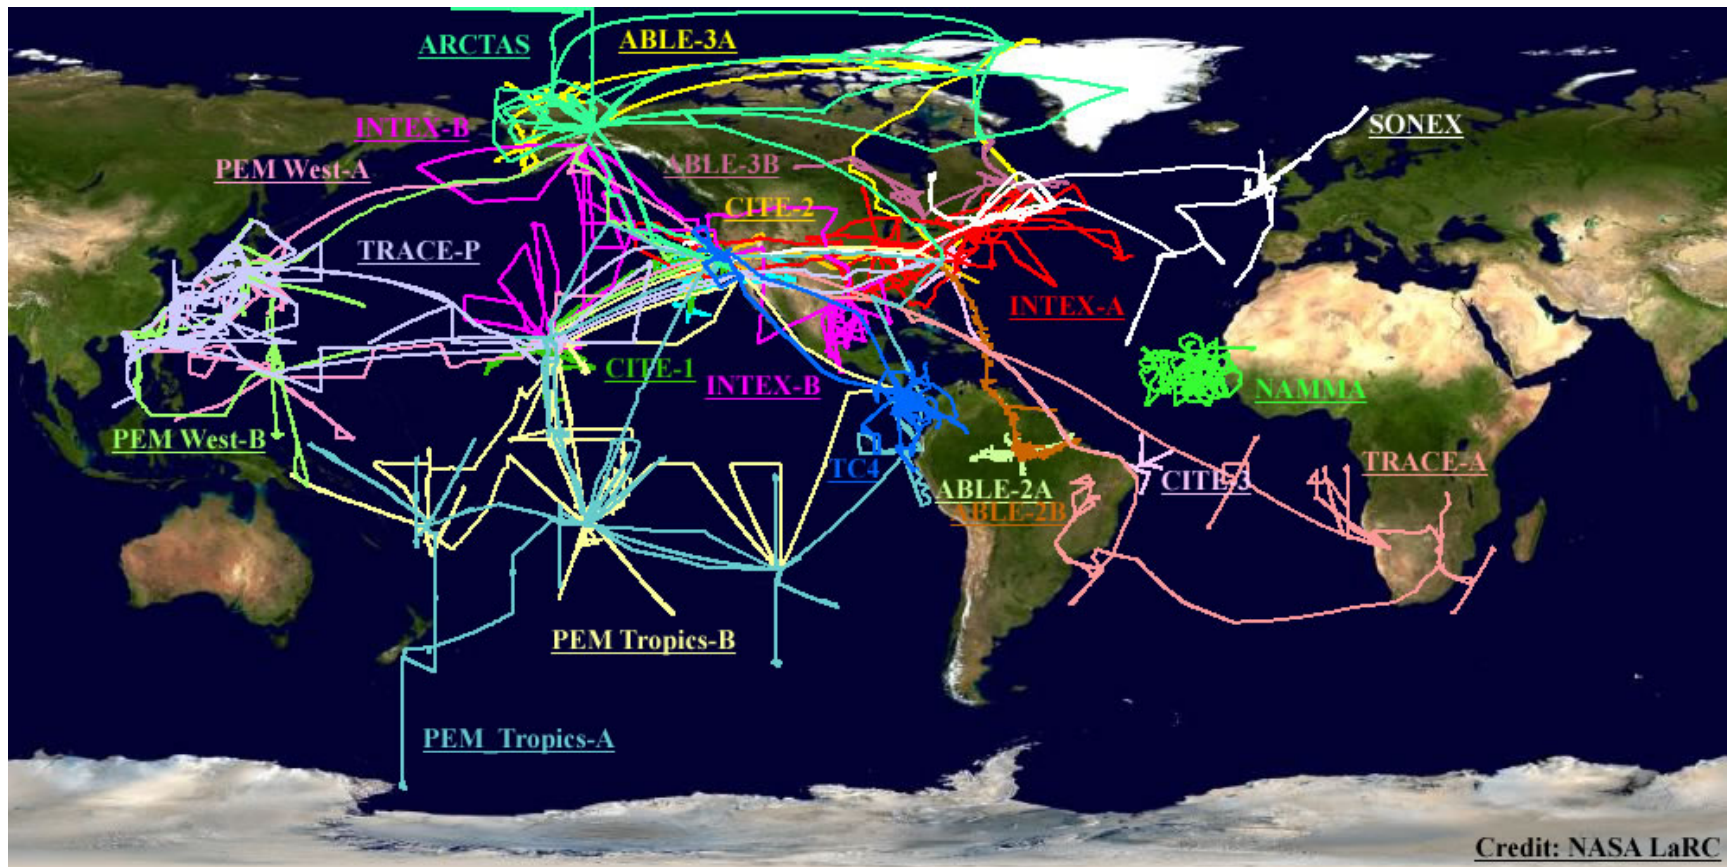 ARCTAS
ABLE-3A
INTEX-B
SONEX
PEM West-A
ABLE-3B
CITE-2
TRACE-P
INTEX-A
CITE-1
INTEX-B
NAMMA
PEM West-B
TC4
TRACE-A
CITE-3
ABLE-2A
ABLE-2B
PEM Tropics-B
PEM_Tropics-A
Credit: NASA LaRC